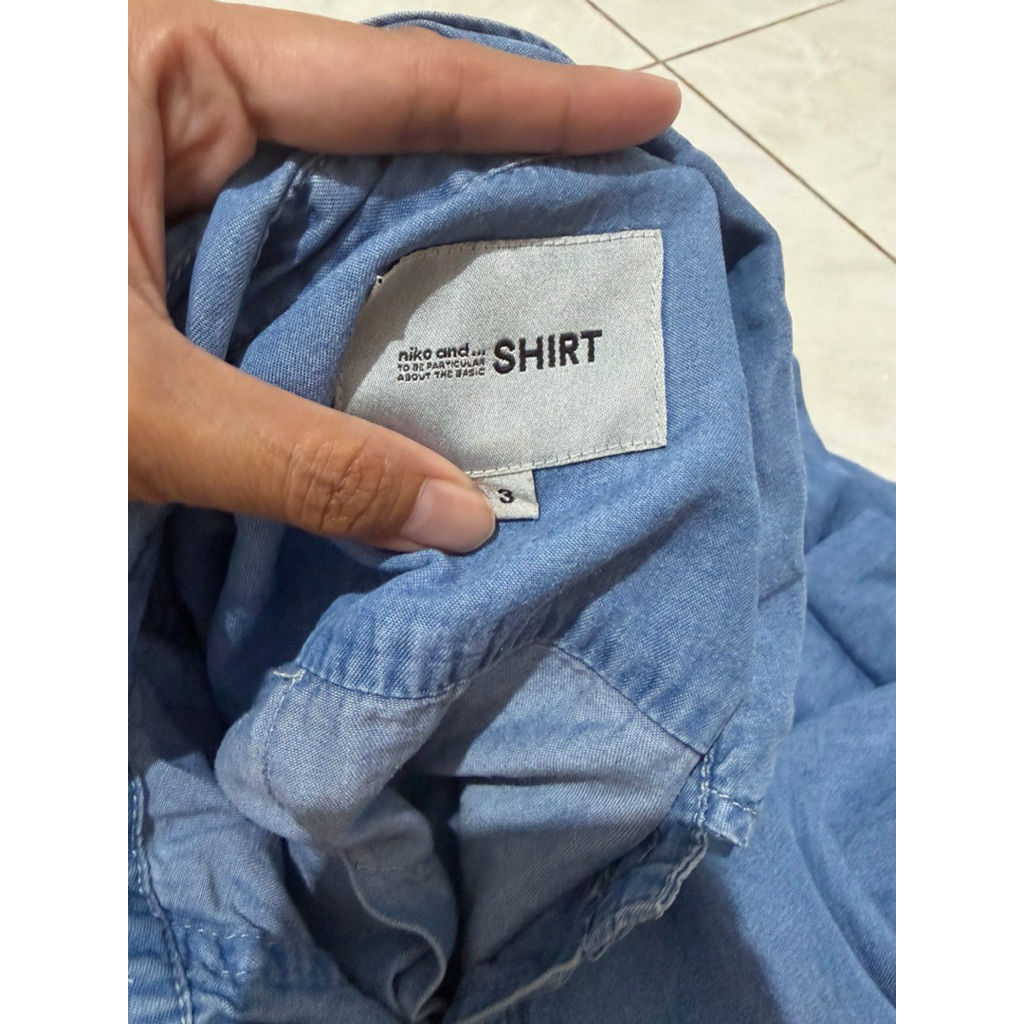 niko and ...
TO BE PARTICULAR
ABOUT THE BASIC
SHIRT
3